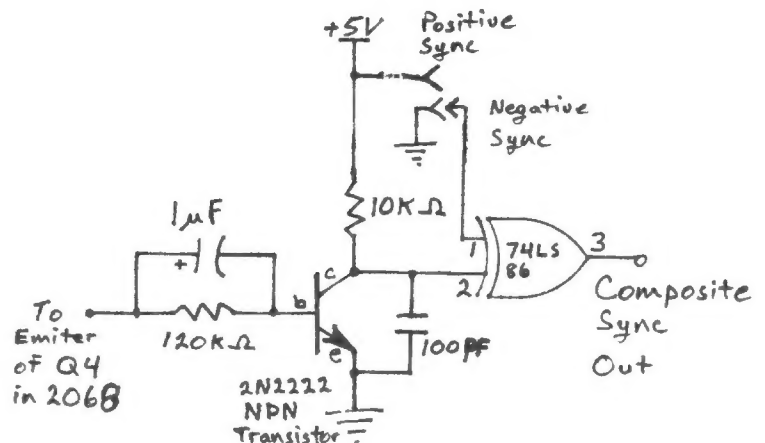 +5V
Positive
Sync
Negative
Sync
1µF
10KΩ
+
120KΩ
To
Emiter
of Q4
in 2068
b
c
e
100pf
2N2222
NPN
Transistor
1
2
74LS
86
3
Composite
Sync
Out